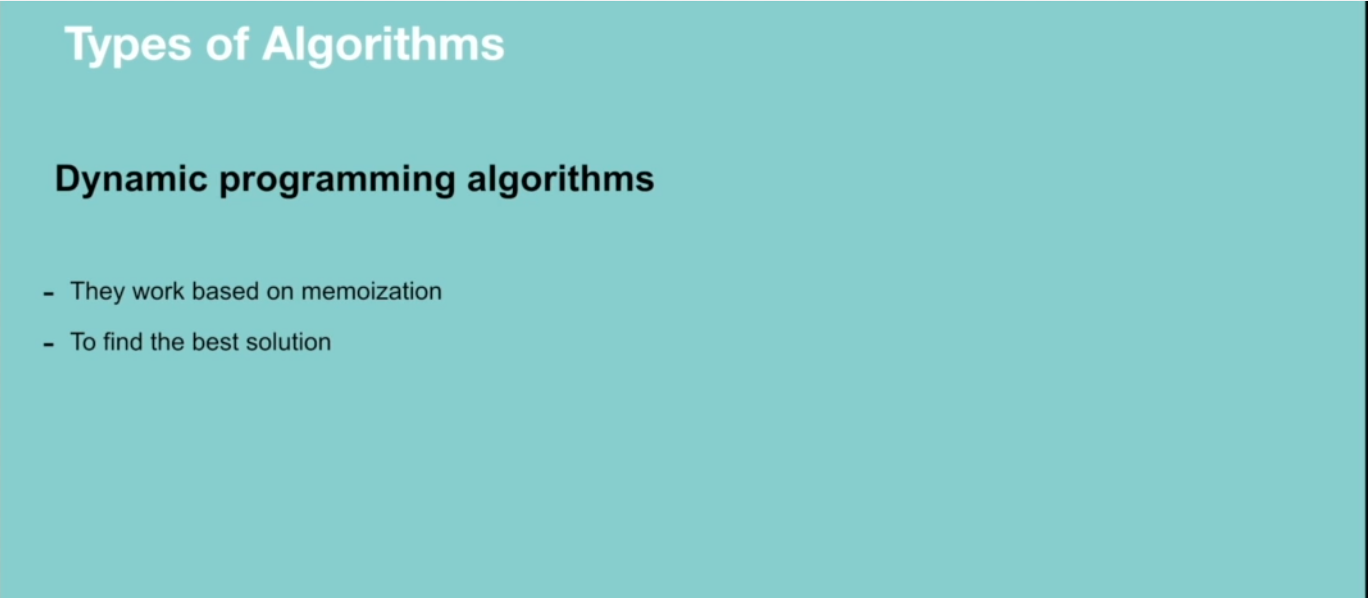 Types of Algorithms
Dynamic programming algorithms
- They work based on memoization
- To find the best solution